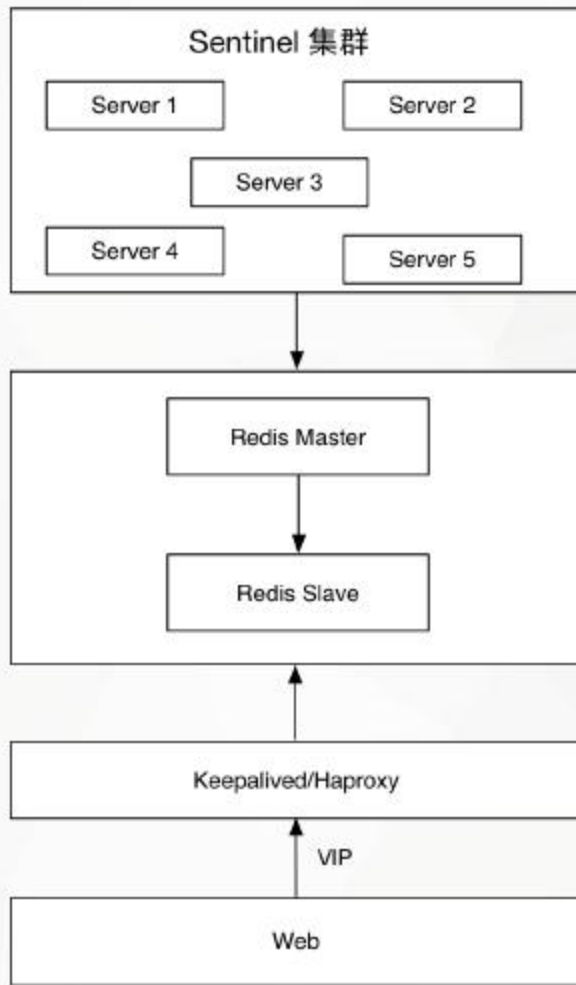 Sentinel 集群
Server 1
Server 2
Server 3
Server 4
Server 5
Redis Master
Redis Slave
Keepalived/Haproxy
VIP
Web